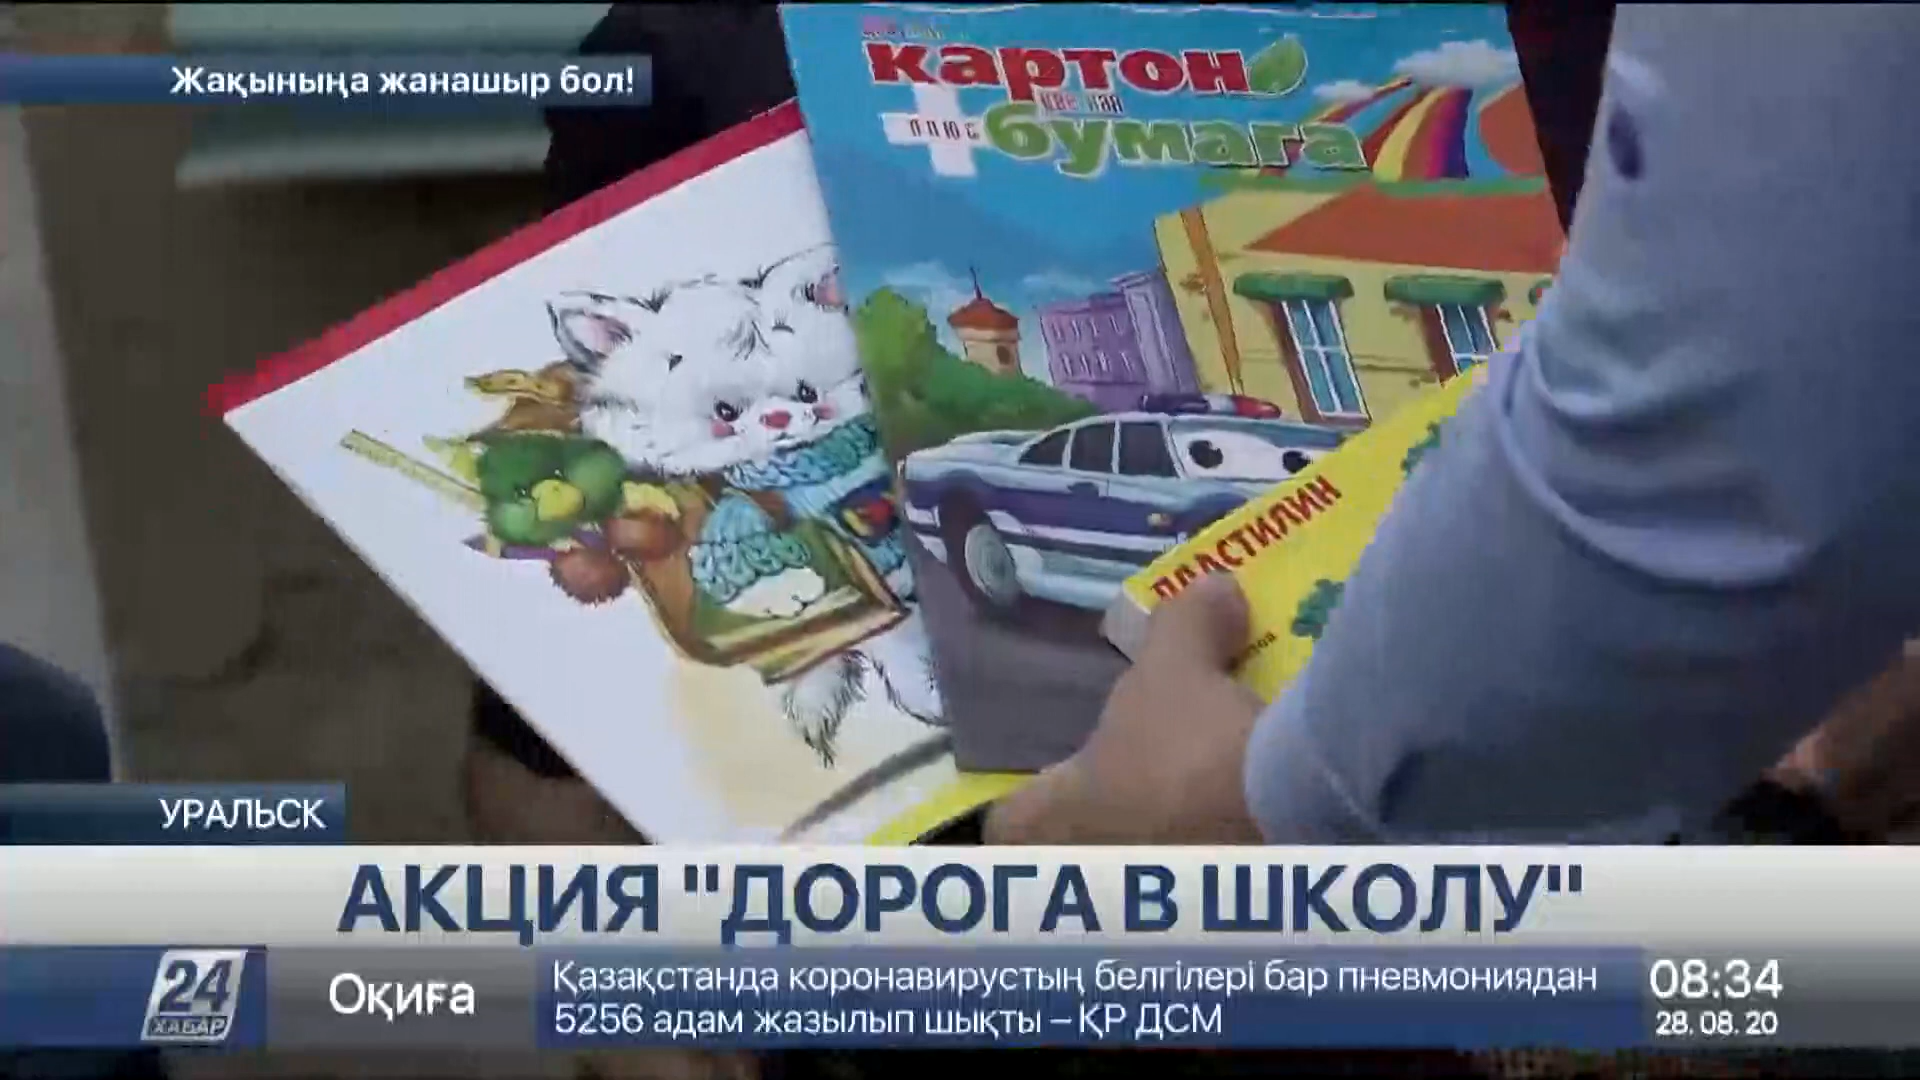 Жақыныңа жанашыр бол!
картон
плюс
бумага
ПЛАСТИЛИН
УРАЛЬСК
АКЦИЯ "ДОРОГА В ШКОЛУ"
24
ХАБАР
Оқиға
Қазақстанда коронавирустың белгілері бар пневмониядан
5256 адам жазылып шықты – ҚР ДСМ
08:34
28.08.20